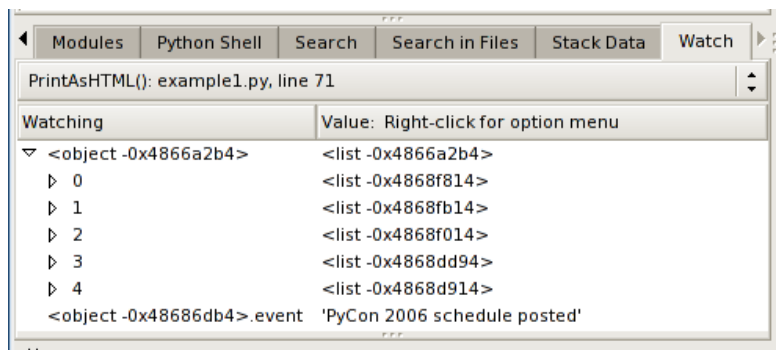 Modules Python Shell Search Search in Files Stack Data Watch
PrintAsHTML(): example1.py, line 71
Watching Value: Right-click for option menu
<object -0x4866a2b4> <list -0x4866a2b4>
0 <list -0x4868f814>
1 <list -0x4868fb14>
2 <list -0x4868f014>
3 <list -0x4868dd94>
4 <list -0x4868d914>
<object -0x48686db4>.event 'PyCon 2006 schedule posted'